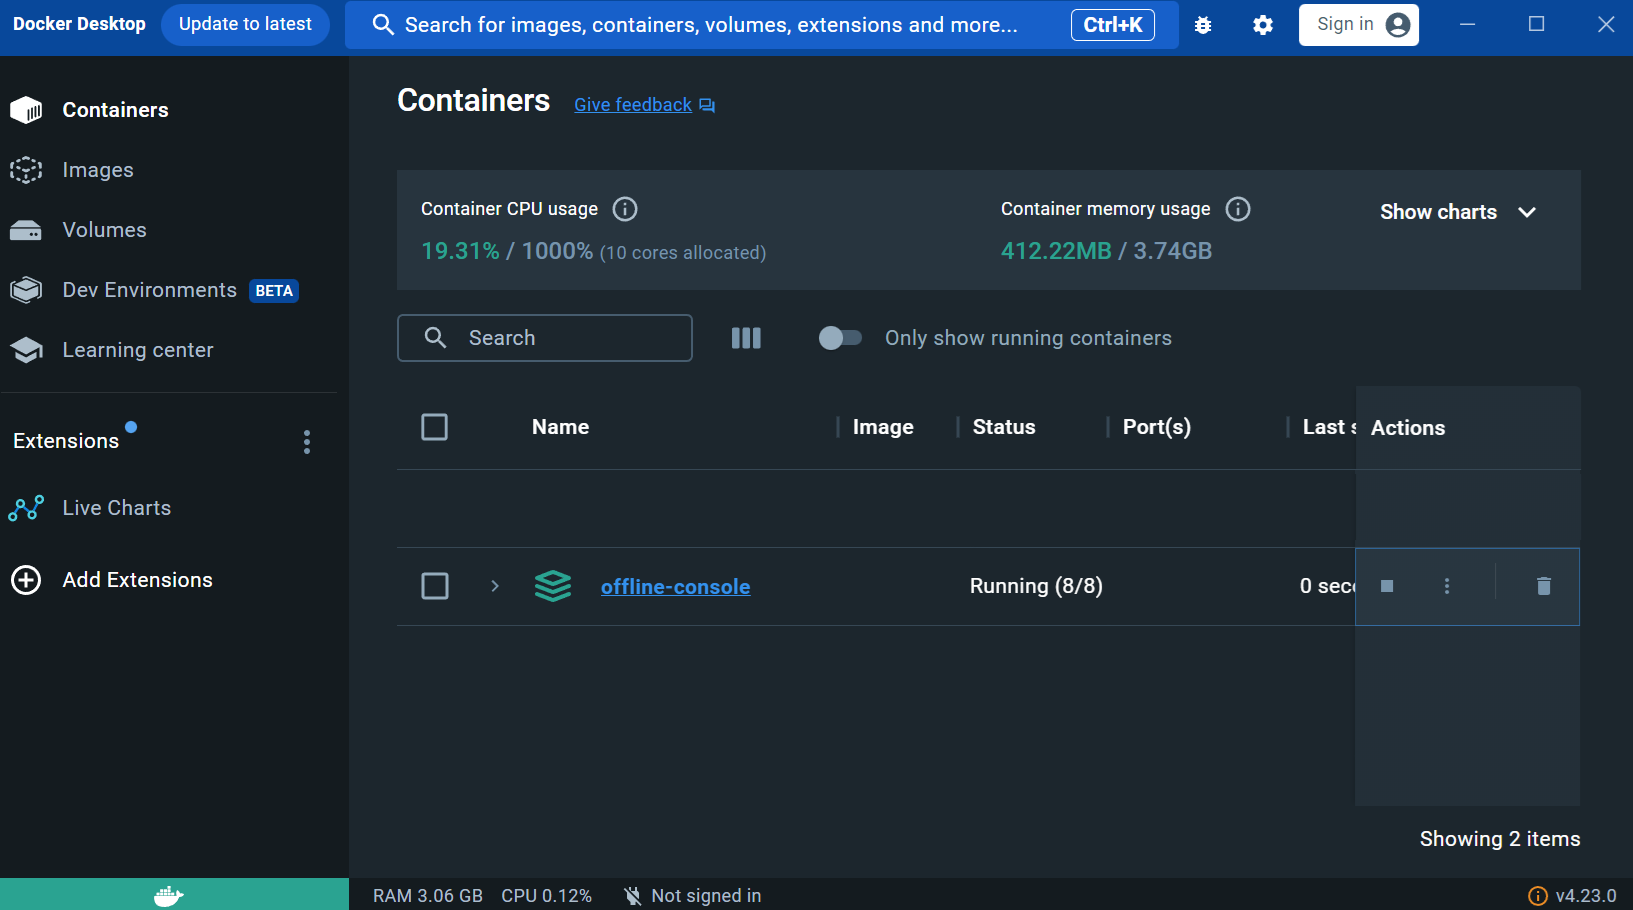 Docker Desktop
Update to latest
Search for images, containers, volumes, extensions and more...
Ctrl+K
Sign in
Containers
Images
Volumes
Dev Environments BETA
Learning center
Extensions
Live Charts
Add Extensions
Containers
Give feedback
Container CPU usage
19.31% / 1000% (10 cores allocated)
Container memory usage
412.22MB / 3.74GB
Show charts
Search
Only show running containers
Name Image Status Port(s) Last s Actions
offline-console Running (8/8) 0 seco
Showing 2 items
RAM 3.06 GB CPU 0.12% Not signed in
v4.23.0